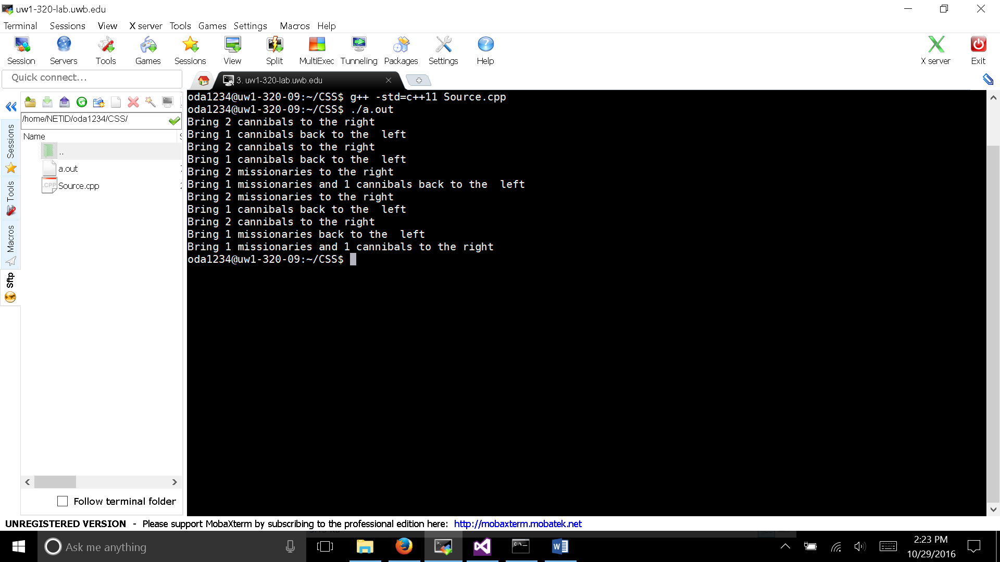 uw1-320-lab.uwb.edu
Terminal Sessions View X server Tools Games Settings Macros Help
Session Servers Tools Games Sessions View Split MultiExec Tunneling Packages Settings Help X server Exit
Quick connect...
3. uw1-320-lab.uwb.edu
/home/NETID/oda1234/CSS/
Name
..
a.out
Source.cpp
Sessions
Tools
Macros
Sftp
oda1234@uw1-320-09:~/CSS$ g++ -std=c++11 Source.cpp
oda1234@uw1-320-09:~/CSS$ ./a.out
Bring 2 cannibals to the right
Bring 1 cannibals back to the  left
Bring 2 cannibals to the right
Bring 1 cannibals back to the  left
Bring 2 missionaries to the right
Bring 1 missionaries and 1 cannibals back to the  left
Bring 2 missionaries to the right
Bring 1 cannibals back to the  left
Bring 2 cannibals to the right
Bring 1 missionaries back to the  left
Bring 1 missionaries and 1 cannibals to the right
oda1234@uw1-320-09:~/CSS$
Follow terminal folder
UNREGISTERED VERSION - Please support MobaXterm by subscribing to the professional edition here: http://mobaxterm.mobatek.net
Ask me anything
2:23 PM
10/29/2016